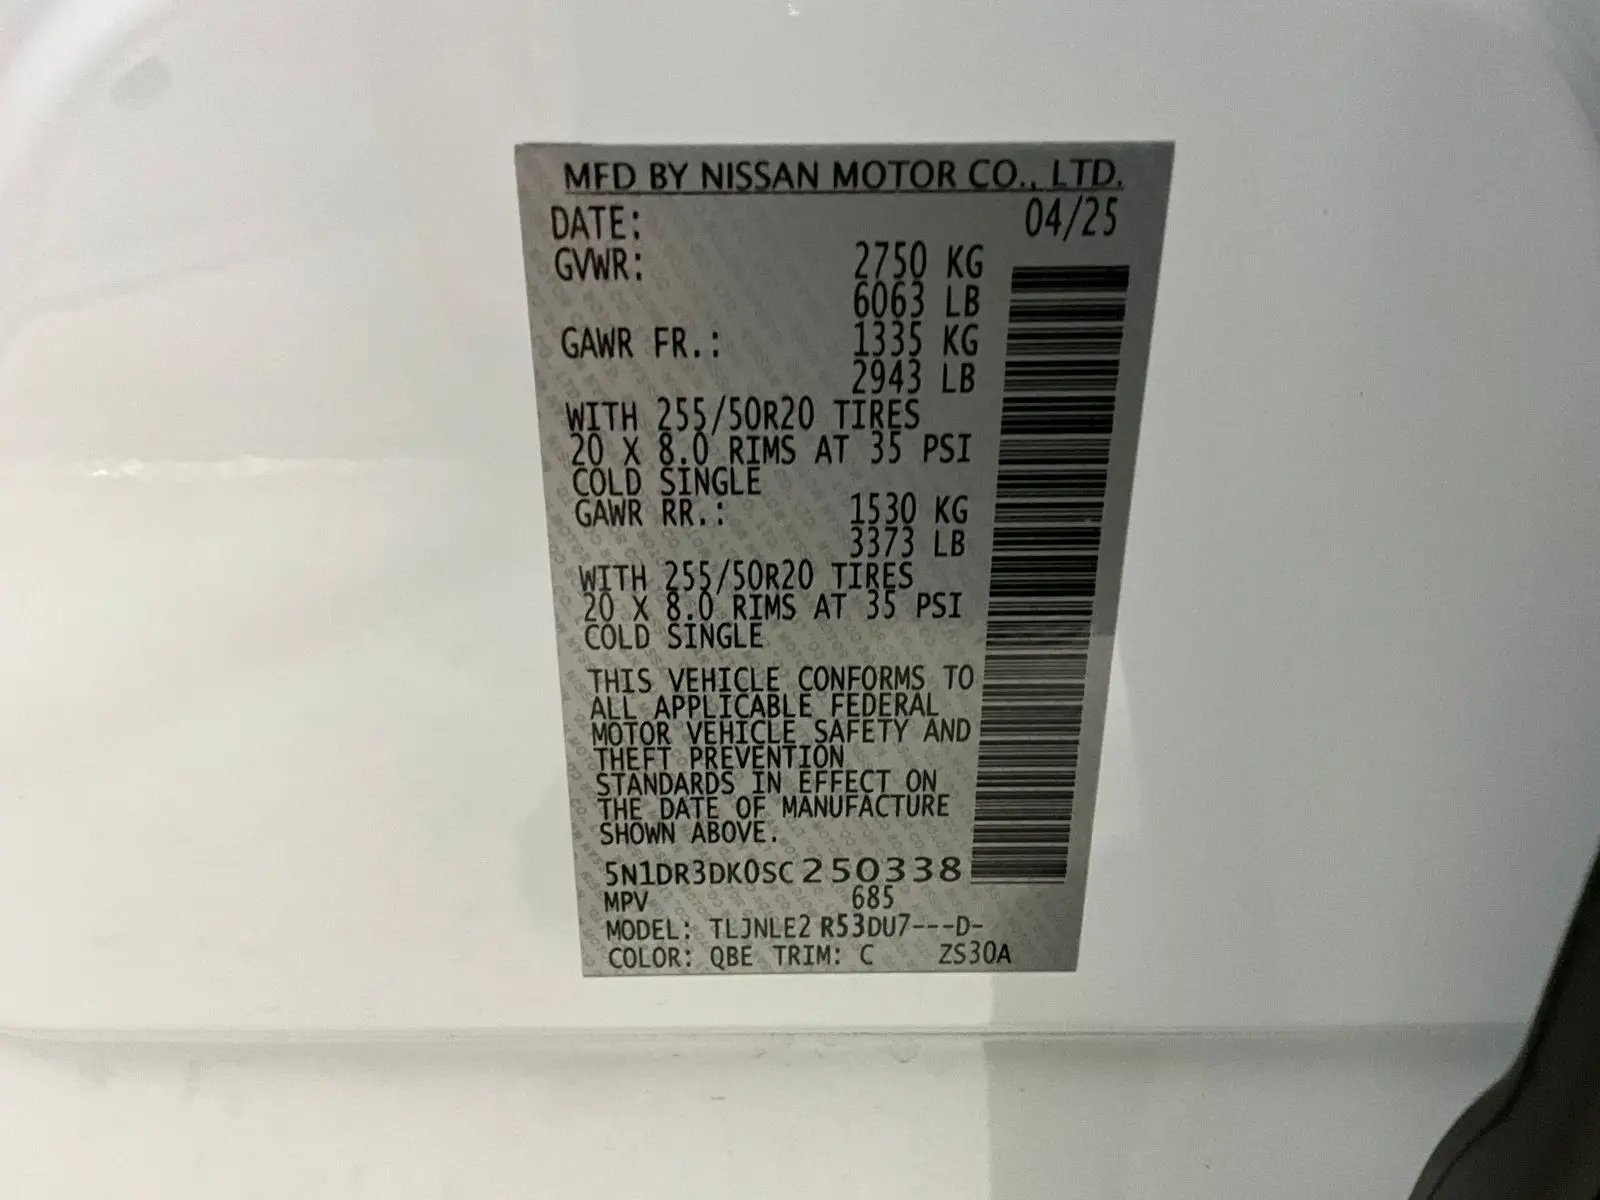 MFD BY NISSAN MOTOR CO., LTD.
DATE: 04/25
GVWR: 2750 KG
6063 LB
GAWR FR.: 1335 KG
2943 LB
WITH 255/50R20 TIRES
20 X 8.0 RIMS AT 35 PSI
COLD SINGLE
GAWR RR.: 1530 KG
3373 LB
WITH 255/50R20 TIRES
20 X 8.0 RIMS AT 35 PSI
COLD SINGLE
THIS VEHICLE CONFORMS TO
ALL APPLICABLE FEDERAL
MOTOR VEHICLE SAFETY AND
THEFT PREVENTION
STANDARDS IN EFFECT ON
THE DATE OF MANUFACTURE
SHOWN ABOVE.
5N1DR3DK0SC250338
MPV 685
MODEL: TLJNLE2 R53DU7---D-
COLOR: QBE TRIM: C ZS30A